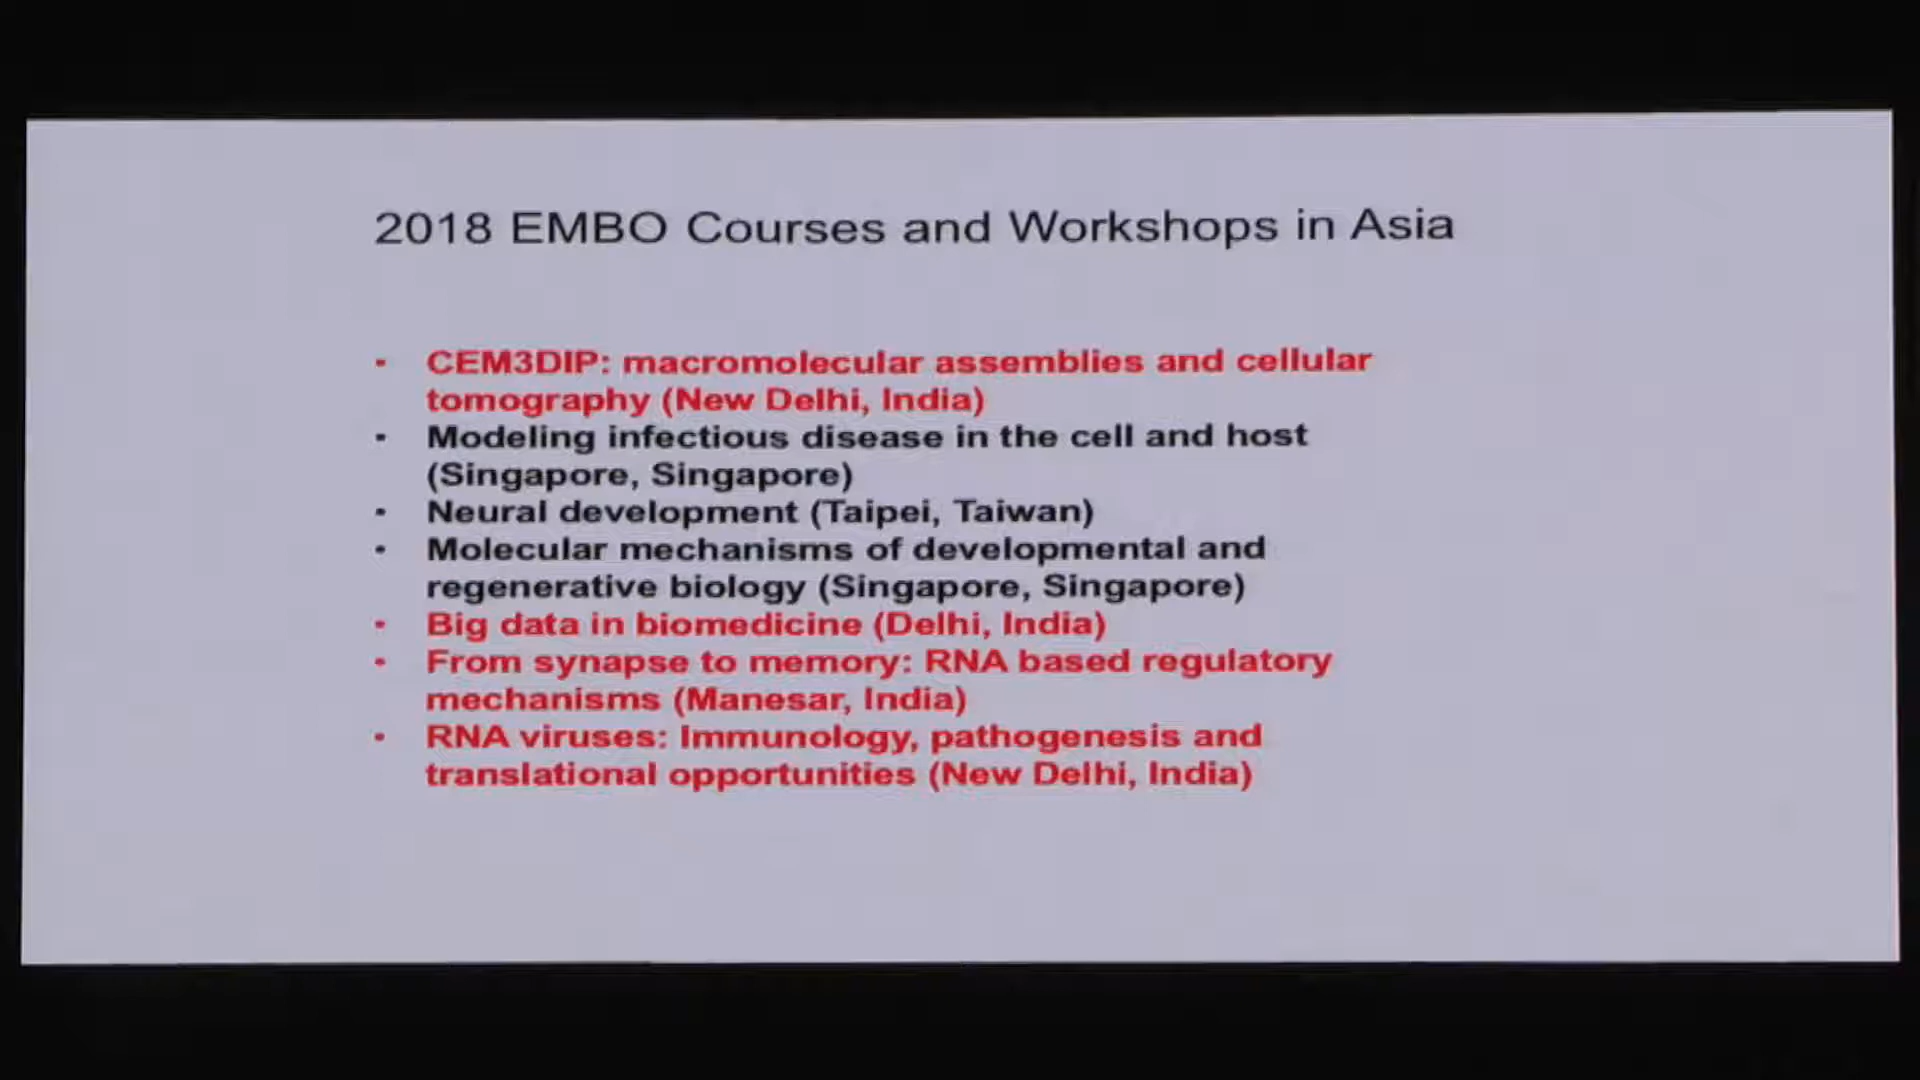 2018 EMBO Courses and Workshops in Asia
• CEM3DIP: macromolecular assemblies and cellular
tomography (New Delhi, India)
• Modeling infectious disease in the cell and host
(Singapore, Singapore)
• Neural development (Taipei, Taiwan)
• Molecular mechanisms of developmental and
regenerative biology (Singapore, Singapore)
• Big data in biomedicine (Delhi, India)
• From synapse to memory: RNA based regulatory
mechanisms (Manesar, India)
• RNA viruses: Immunology, pathogenesis and
translational opportunities (New Delhi, India)